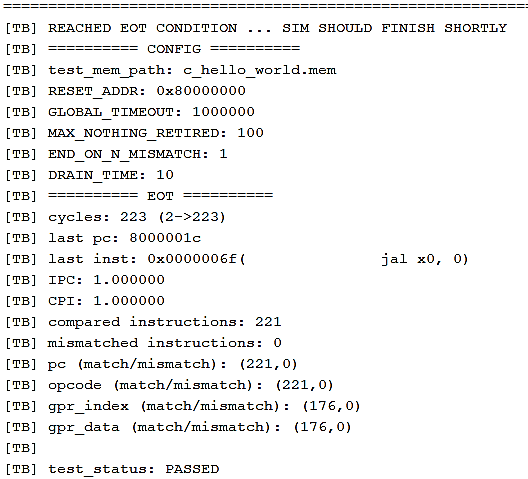 ==========================================================
[TB] REACHED EOT CONDITION ... SIM SHOULD FINISH SHORTLY
[TB] ========== CONFIG ==========
[TB] test_mem_path: c_hello_world.mem
[TB] RESET_ADDR: 0x80000000
[TB] GLOBAL_TIMEOUT: 1000000
[TB] MAX_NOTHING_RETIRED: 100
[TB] END_ON_N_MISMATCH: 1
[TB] DRAIN_TIME: 10
[TB] ========== EOT ==========
[TB] cycles: 223 (2->223)
[TB] last pc: 8000001c
[TB] last inst: 0x0000006f(               jal x0, 0)
[TB] IPC: 1.000000
[TB] CPI: 1.000000
[TB] compared instructions: 221
[TB] mismatched instructions: 0
[TB] pc (match/mismatch): (221,0)
[TB] opcode (match/mismatch): (221,0)
[TB] gpr_index (match/mismatch): (176,0)
[TB] gpr_data (match/mismatch): (176,0)
[TB]
[TB] test_status: PASSED